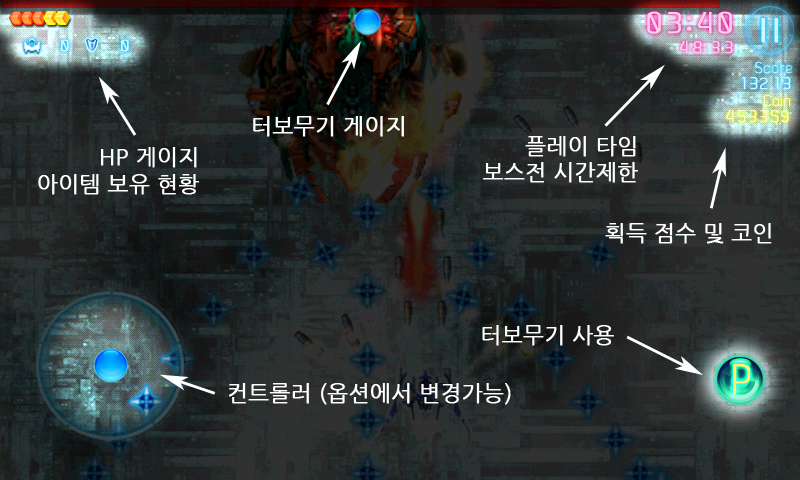 03:40
48:33
0 0
Score
13213
Coin
453359
터보무기 게이지
HP 게이지
아이템 보유 현황
플레이 타임
보스전 시간제한
획득 점수 및 코인
터보무기 사용
P
컨트롤러 (옵션에서 변경가능)